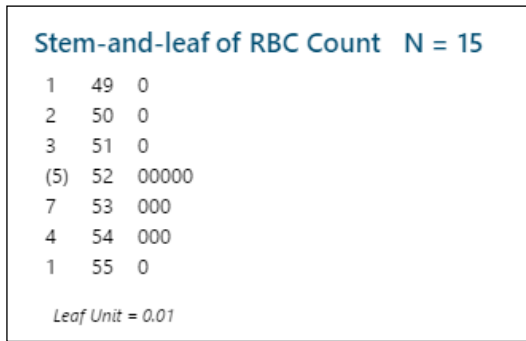 Stem-and-leaf of RBC Count N = 15
1 49 0
2 50 0
3 51 0
(5) 52 00000
7 53 000
4 54 000
1 55 0
Leaf Unit = 0.01